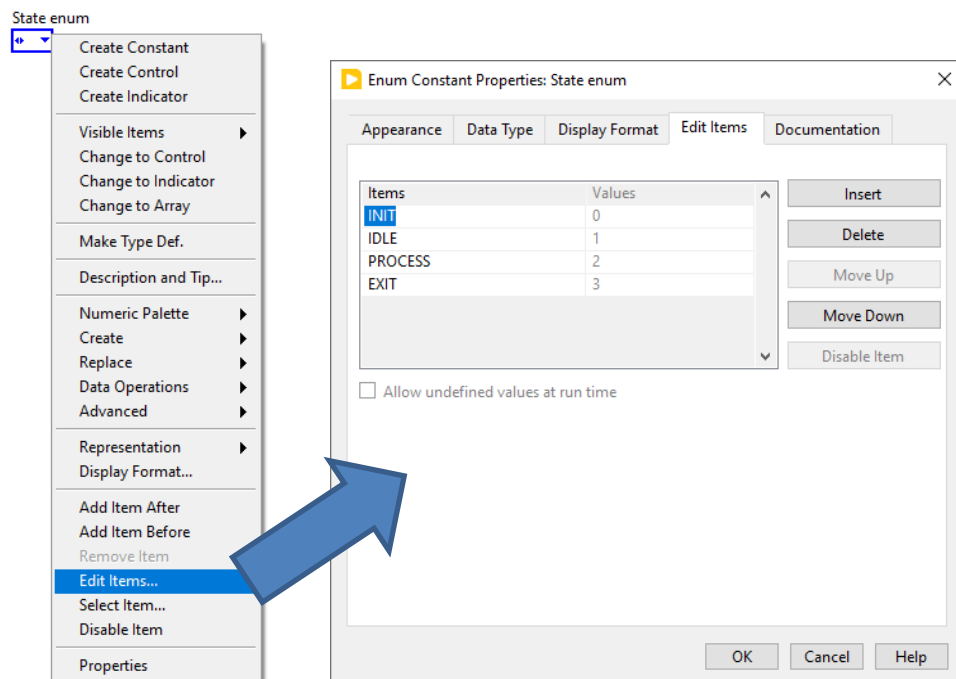 State enum
Create Constant
Create Control
Create Indicator
Visible Items
Change to Control
Change to Indicator
Change to Array
Make Type Def.
Description and Tip...
Numeric Palette
Create
Replace
Data Operations
Advanced
Representation
Display Format...
Add Item After
Add Item Before
Remove Item
Edit Items...
Select Item...
Disable Item
Properties
Enum Constant Properties: State enum
Appearance Data Type Display Format Edit Items Documentation
Items Values
INIT 0
IDLE 1
PROCESS 2
EXIT 3
Insert
Delete
Move Up
Move Down
Disable Item
Allow undefined values at run time
OK Cancel Help